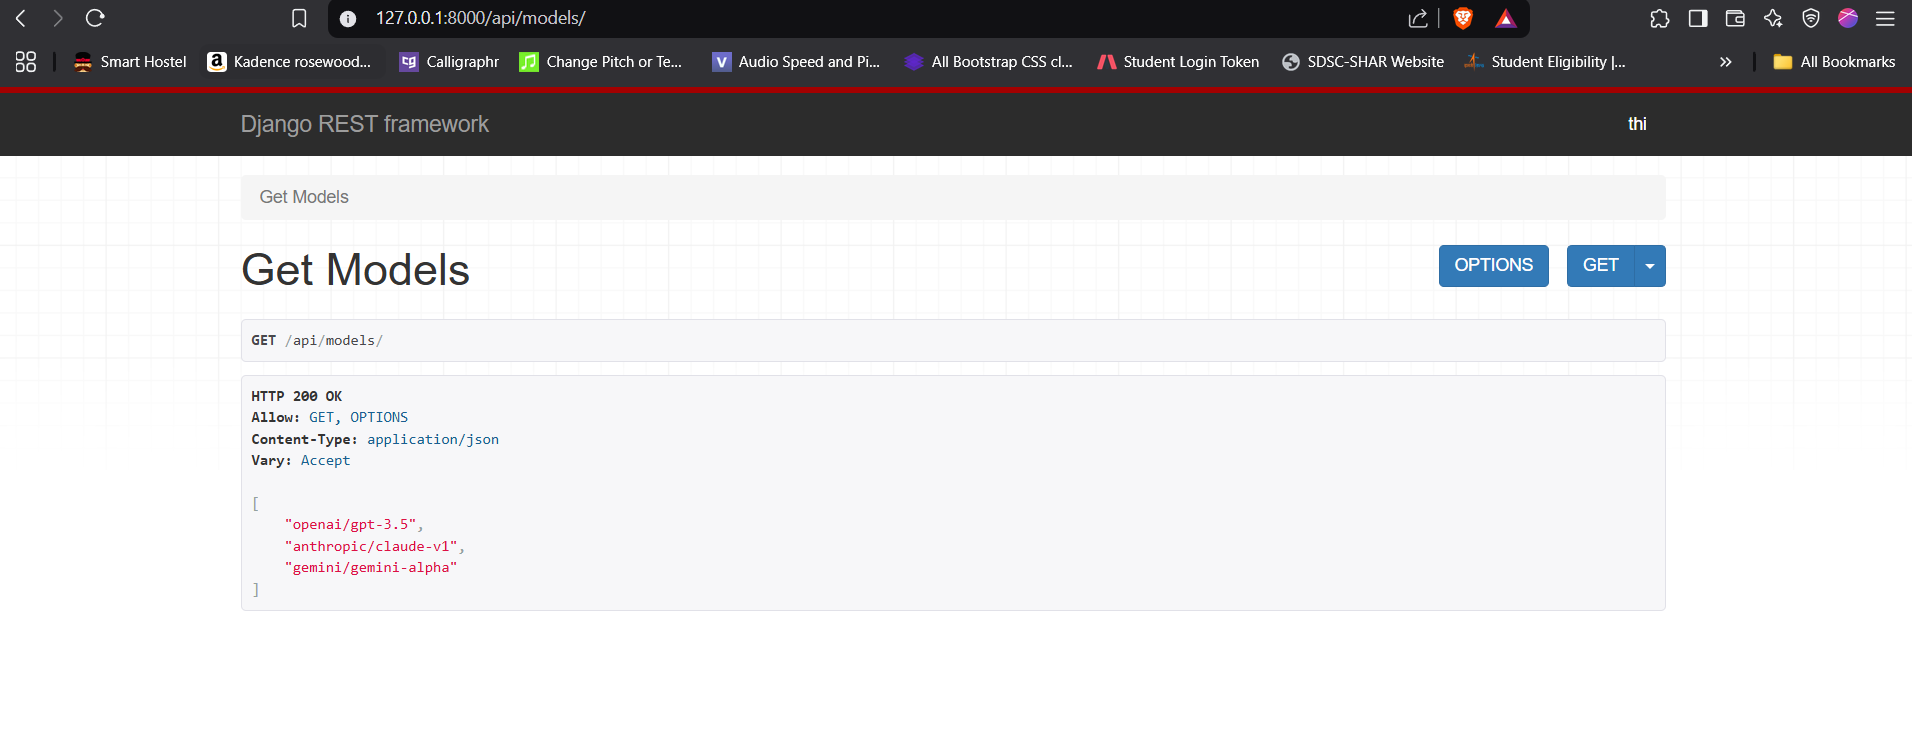 127.0.0.1:8000/api/models/
Smart Hostel
Kadence rosewood...
Calligraphr
Change Pitch or Te...
Audio Speed and Pi...
All Bootstrap CSS cl...
Student Login Token
SDSC-SHAR Website
Student Eligibility |...
All Bookmarks
Django REST framework
thi
Get Models
Get Models
OPTIONS
GET
GET /api/models/
HTTP 200 OK
Allow: GET, OPTIONS
Content-Type: application/json
Vary: Accept
[
"openai/gpt-3.5",
"anthropic/claude-v1",
"gemini/gemini-alpha"
]